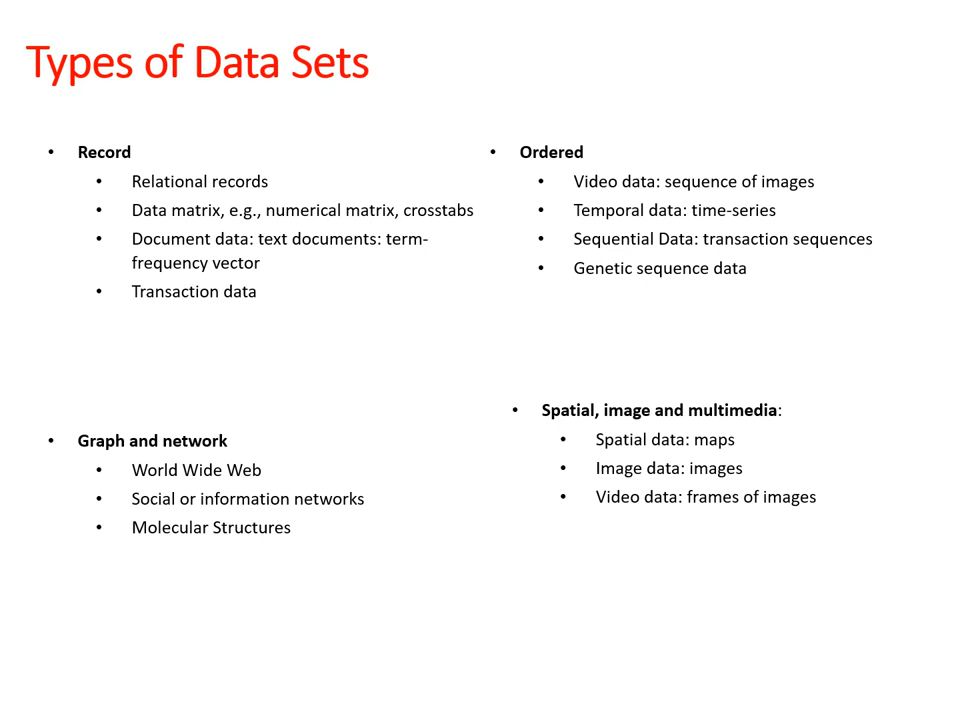 Types of Data Sets
• Record
• Relational records
• Data matrix, e.g., numerical matrix, crosstabs
• Document data: text documents: term-
frequency vector
• Transaction data
• Graph and network
• World Wide Web
• Social or information networks
• Molecular Structures
• Ordered
• Video data: sequence of images
• Temporal data: time-series
• Sequential Data: transaction sequences
• Genetic sequence data
• Spatial, image and multimedia:
• Spatial data: maps
• Image data: images
• Video data: frames of images